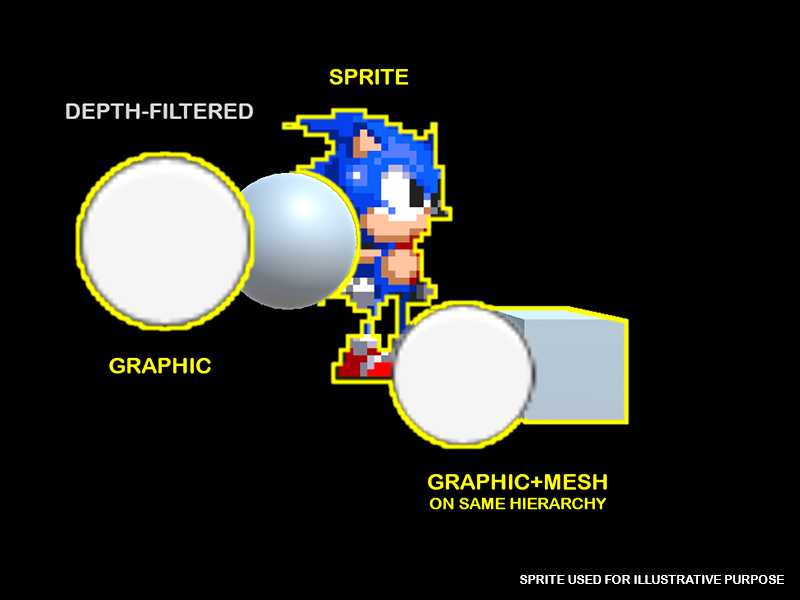 SPRITE
DEPTH-FILTERED
GRAPHIC
GRAPHIC+MESH
ON SAME HIERARCHY
SPRITE USED FOR ILLUSTRATIVE PURPOSE